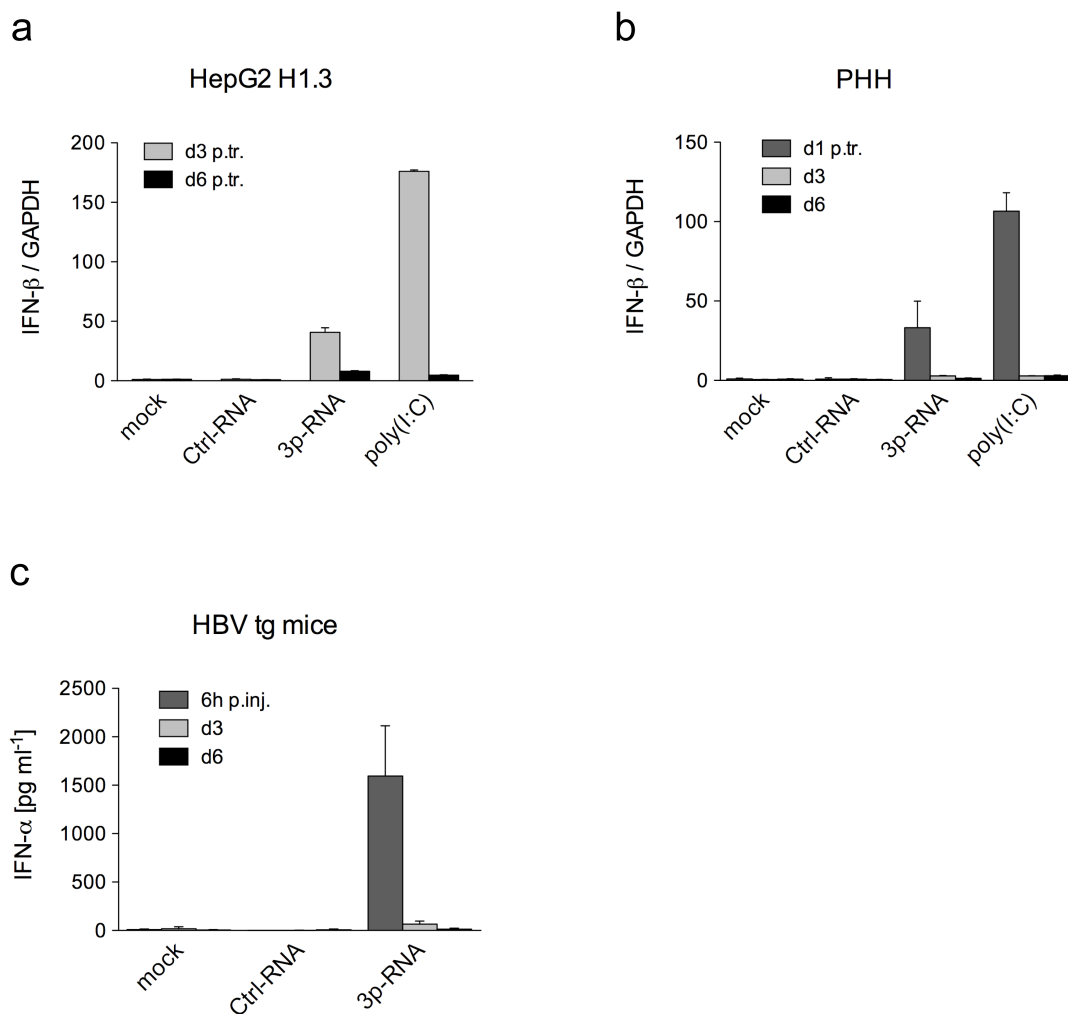 a
HepG2 H1.3
IFN-β / GAPDH
200
150
100
50
0
d3 p.tr.
d6 p.tr.
mock
Ctrl-RNA
3p-RNA
poly(I:C)
b
PHH
IFN-β / GAPDH
150
100
50
0
d1 p.tr.
d3
d6
mock
Ctrl-RNA
3p-RNA
poly(I:C)
c
HBV tg mice
IFN-α [pg ml⁻¹]
2500
2000
1500
1000
500
0
6h p.inj.
d3
d6
mock
Ctrl-RNA
3p-RNA